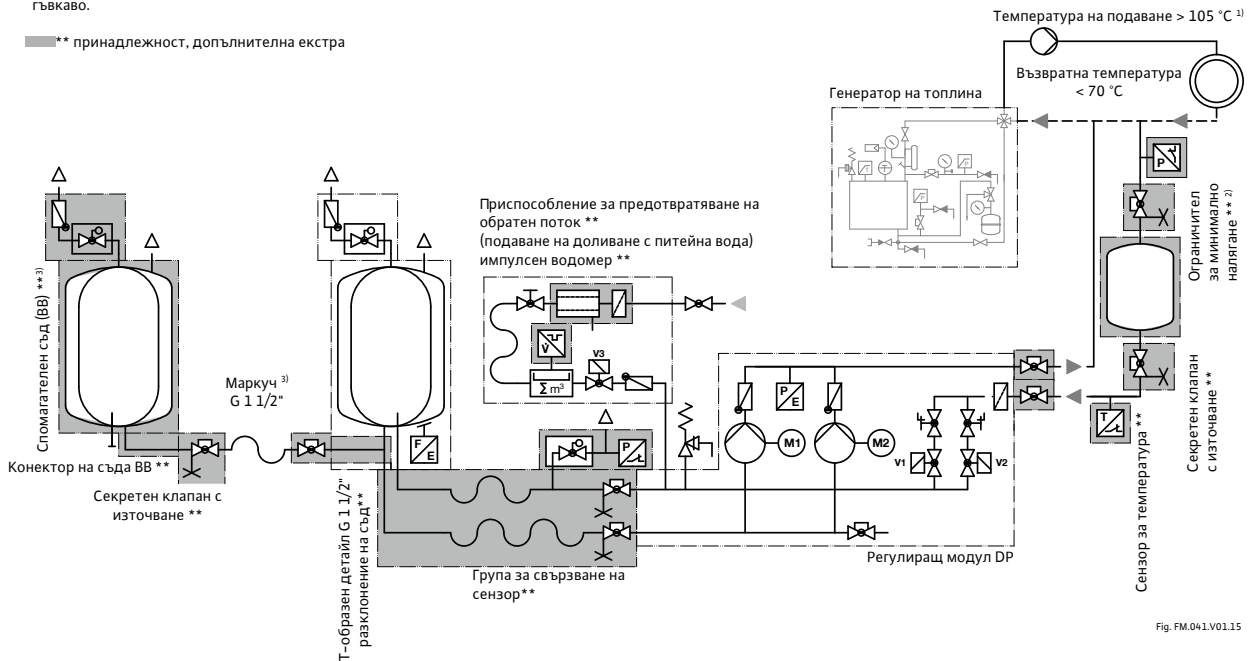 гъвкаво.
** принадлежност, допълнителна екстра
Температура на подаване > 105 °C 1)
Възвратна температура
< 70 °C
Генератор на топлина
P
Ограничител
за минимално
налягане ** 2)
Приспособление за предотвратяване на
обратен поток **
(подаване на доливане с питейна вода)
импулсен водомер **
V̇
V3
Σ m³
Спомагателен съд (ВВ) ** 3)
Маркуч 3)
G 1 1/2"
F
E
P
P
E
M1
M2
V1
V2
T
Конектор на съда ВВ **
Секретен клапан с
източване **
Т-образен детайл G 1 1/2"
разклонение на съд**
Група за свързване на
сензор**
Регулиращ модул DP
Сензор за температура **
Секретен клапан
с източване **
Fig. FM.041.V01.15